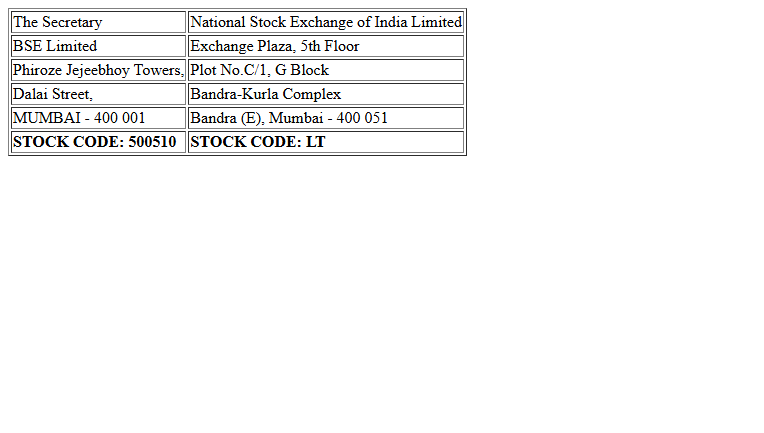 The Secretary National Stock Exchange of India Limited
BSE Limited Exchange Plaza, 5th Floor
Phiroze Jejeebhoy Towers, Plot No.C/1, G Block
Dalai Street, Bandra-Kurla Complex
MUMBAI - 400 001 Bandra (E), Mumbai - 400 051
STOCK CODE: 500510 STOCK CODE: LT